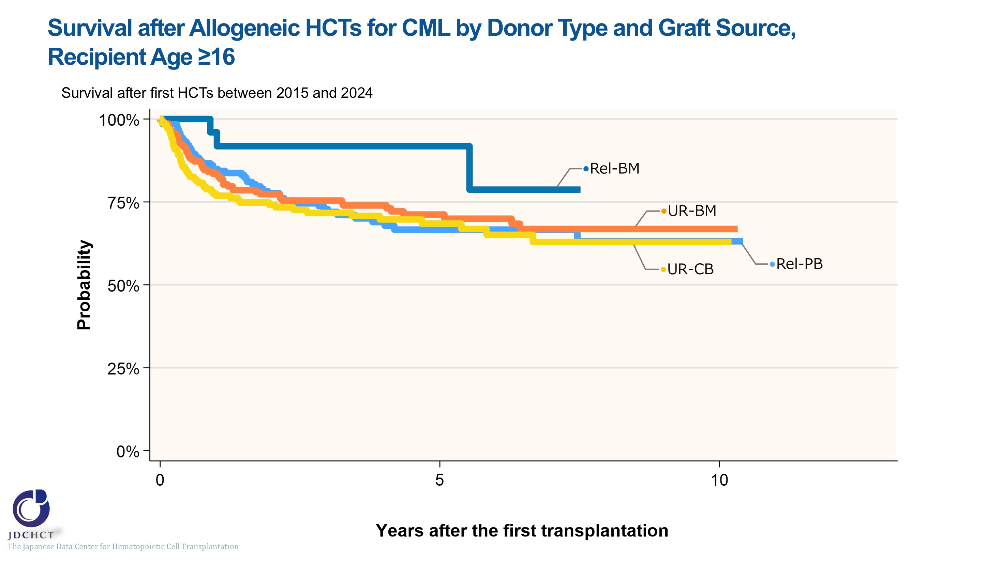 Survival after Allogeneic HCTs for CML by Donor Type and Graft Source,
Recipient Age ≥16
Survival after first HCTs between 2015 and 2024
100%
75%
50%
25%
0%
Probability
Rel-BM
UR-BM
Rel-PB
UR-CB
0
5
10
Years after the first transplantation
JDCHCT
The Japanese Data Center for Hematopoietic Cell Transplantation